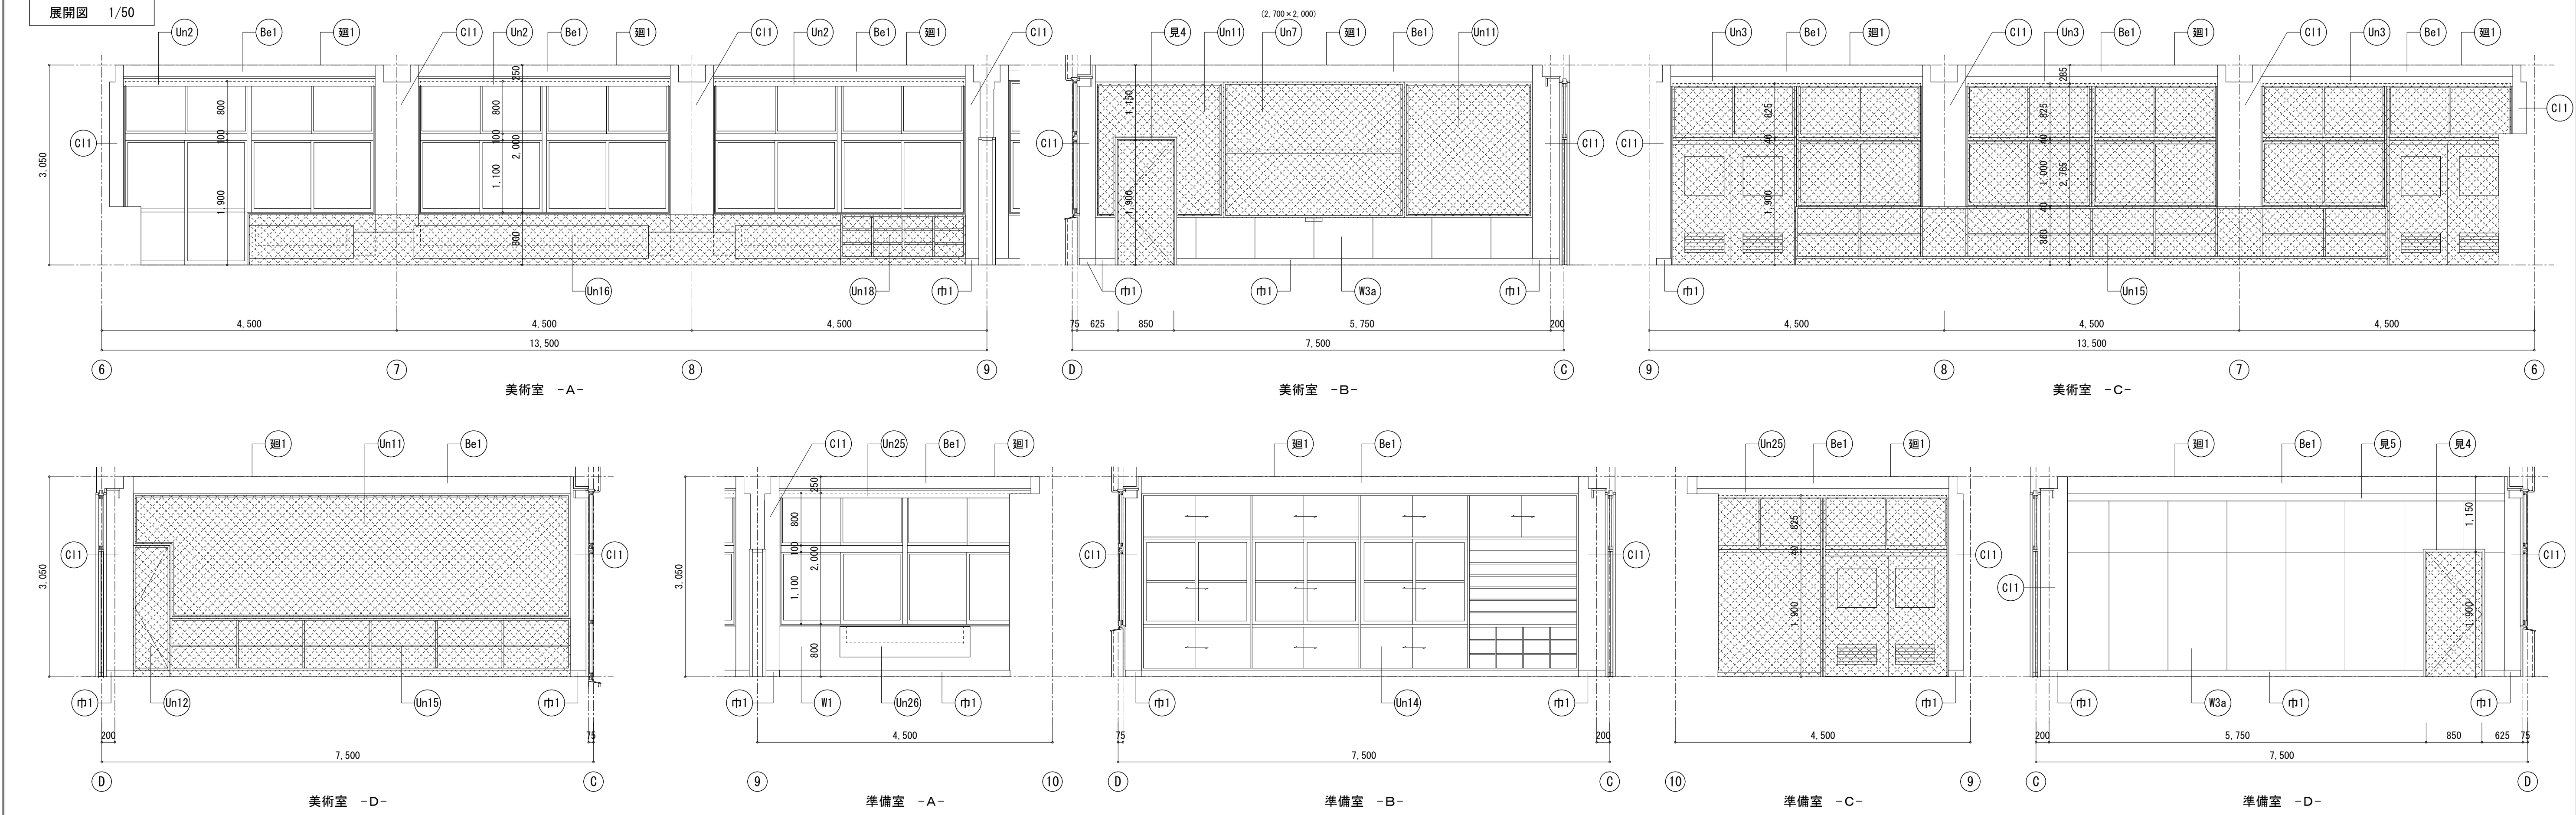 展開図 1/50
(2,700×2,000)
Un2 Be1 廻1 Cl1 Un2 Be1 廻1 Cl1 Un2 Be1 廻1 Cl1
見4 Un11 Un7 廻1 Be1 Un11
Un3 Be1 廻1 Cl1 Un3 Be1 廻1 Cl1 Un3 Be1 廻1
3,050
Cl1
800
100
1,900
250
800
100
1,100
2,000
800
Un16 Un18 巾1
4,500 4,500 4,500
13,500
6 7 8 9
美術室 -A-
Cl1
1,150
1,900
Cl1
巾1 巾1 W3a 巾1
75 625 850 5,750 200
7,500
D C
美術室 -B-
Cl1
825
40
1,900
285
825
40
1,000
2,765
40
860
Cl1
巾1 Un15
4,500 4,500 4,500
13,500
9 8 7 6
美術室 -C-
廻1 Un11 Be1
3,050
Cl1 Cl1
巾1 Un12 Un15 巾1
200 75
7,500
D C
美術室 -D-
Cl1 Un25 Be1 廻1
3,050
250
800
100
1,100
2,000
800
巾1 W1 Un26 巾1
4,500
9 10
準備室 -A-
廻1 Be1
Cl1 Cl1
巾1 Un14 巾1
75 200
7,500
D C
準備室 -B-
Un25 Be1 廻1
825
40
1,900
Cl1
巾1
4,500
10 9
準備室 -C-
廻1 Be1 見5 見4
1,150
1,900
Cl1 Cl1
巾1 W3a 巾1 巾1
200 5,750 850 625 75
7,500
C D
準備室 -D-